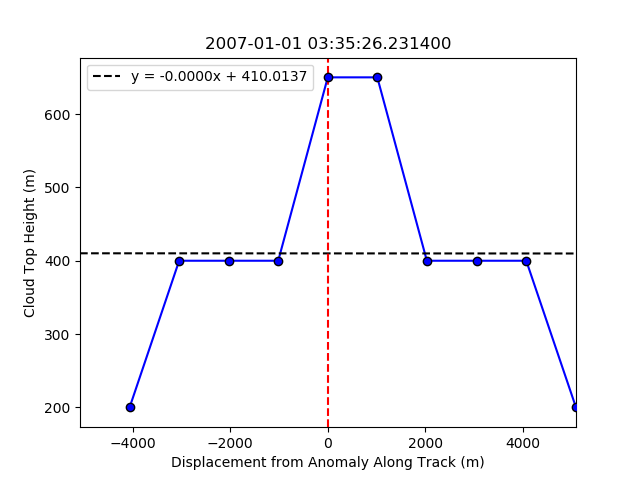 2007-01-01 03:35:26.231400
y = -0.0000x + 410.0137
Cloud Top Height (m)
600
500
400
300
200
−4000 −2000 0 2000 4000
Displacement from Anomaly Along Track (m)